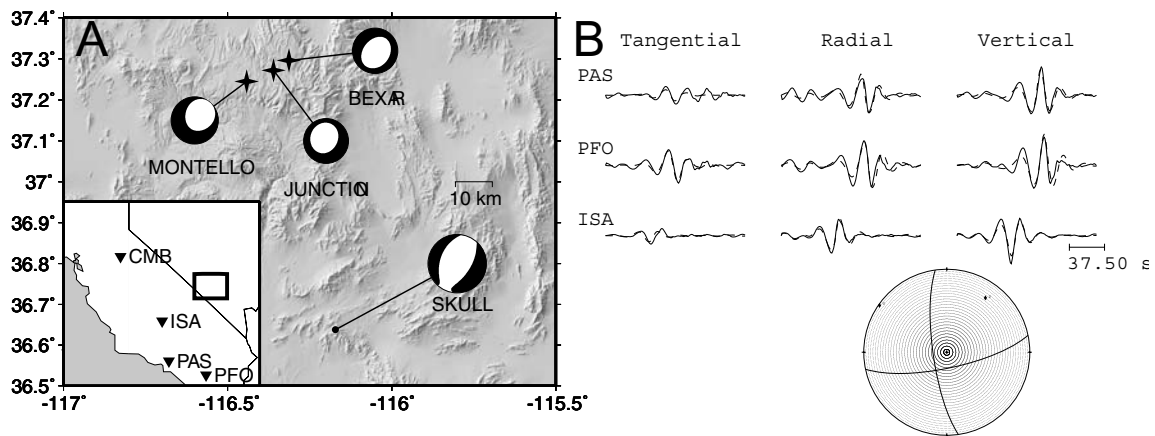 A
37.4°
37.3°
37.2°
37.1°
37°
36.9°
36.8°
36.7°
36.6°
36.5°
-117°
-116.5°
-116°
-115.5°
BEXAR
MONTELLO
JUNCTION
10 km
SKULL
CMB
ISA
PAS
PFO
B
Tangential Radial Vertical
PAS
PFO
ISA
37.50 s